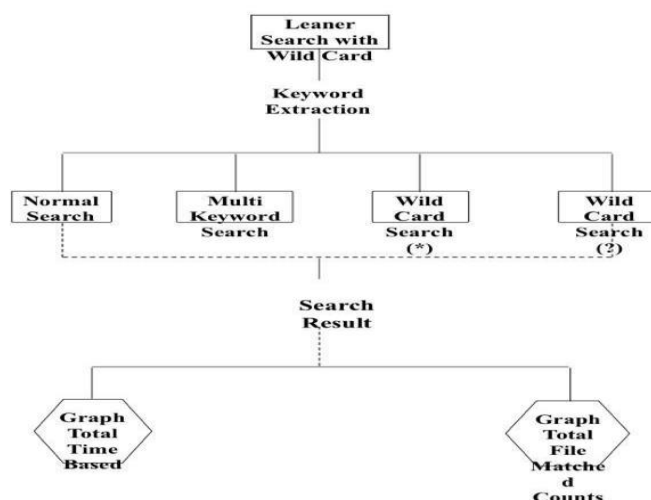 Leaner
Search with
Wild Card
Keyword
Extraction
Normal
Search
Multi
Keyword
Search
Wild
Card
Search
(*)
Wild
Card
Search
(?)
Search
Result
Graph
Total
Time
Based
Graph
Total
File
Matche
d
Counts